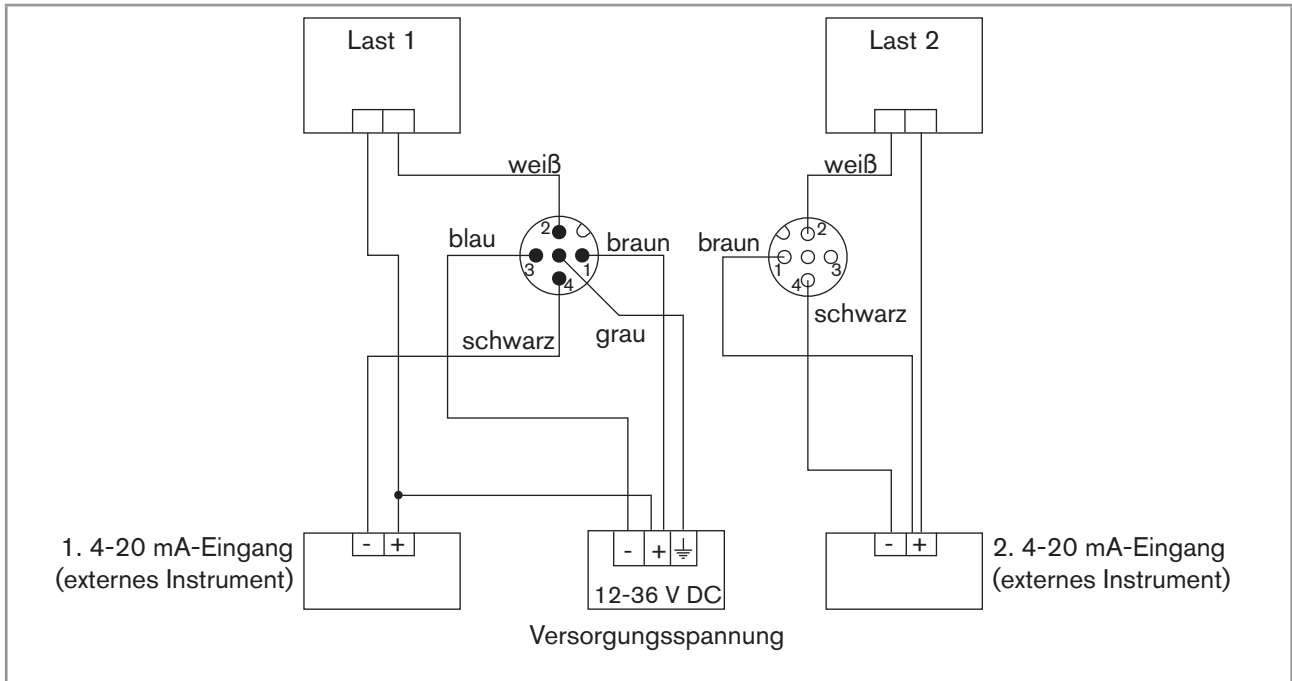 Last 1
Last 2
weiß
weiß
blau
2
braun
braun
2
3
1
1
3
4
4
schwarz
grau
schwarz
1. 4-20 mA-Eingang
(externes Instrument)
- +
- +
12-36 V DC
- +
2. 4-20 mA-Eingang
(externes Instrument)
Versorgungsspannung